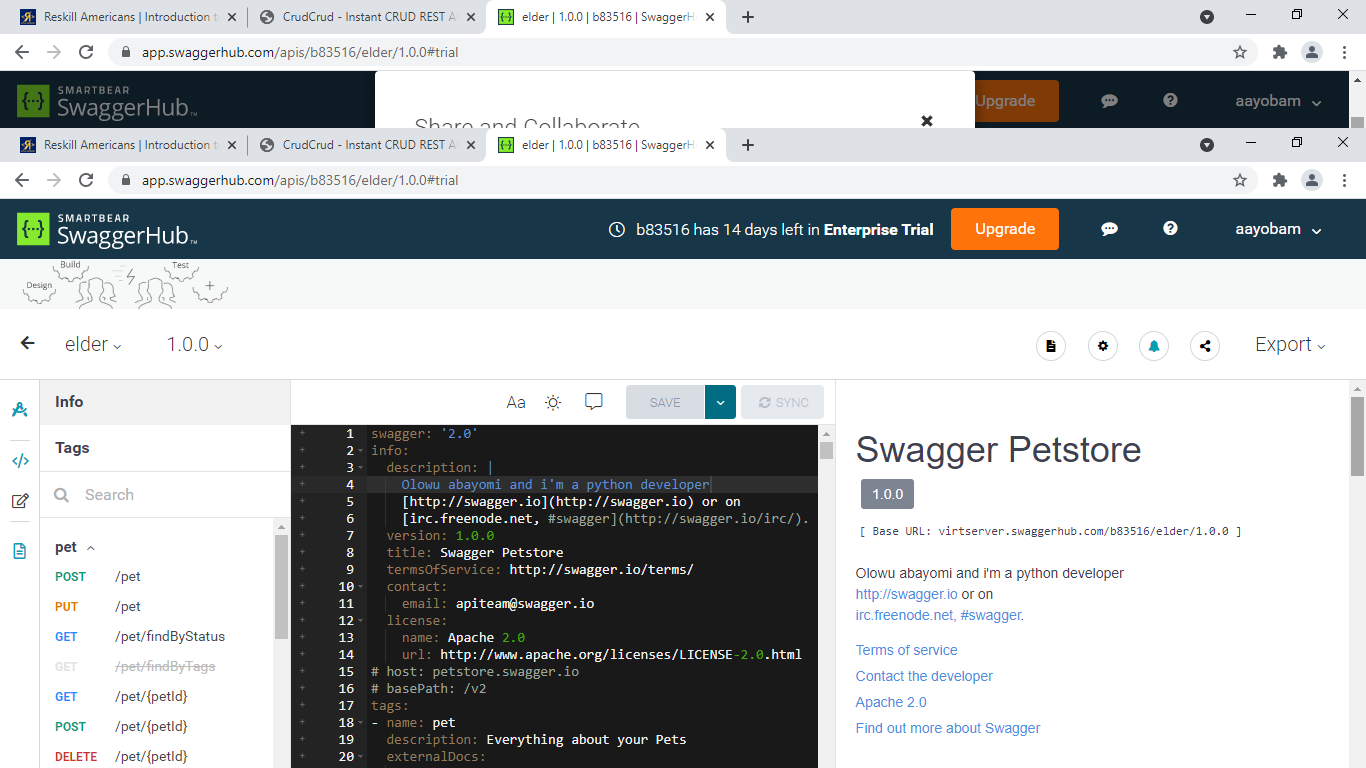 Reskill Americans | Introduction t
CrudCrud - Instant CRUD REST A
elder | 1.0.0 | b83516 | SwaggerH
app.swaggerhub.com/apis/b83516/elder/1.0.0#trial
SMARTBEAR
SwaggerHub™
Share and Collaborate
Upgrade
aayobam
Reskill Americans | Introduction t
CrudCrud - Instant CRUD REST A
elder | 1.0.0 | b83516 | SwaggerH
app.swaggerhub.com/apis/b83516/elder/1.0.0#trial
SMARTBEAR
SwaggerHub™
b83516 has 14 days left in Enterprise Trial
Upgrade
aayobam
Design
Build
Test
elder
1.0.0
Export
Info
Tags
Search
pet
POST /pet
PUT /pet
GET /pet/findByStatus
GET /pet/findByTags
GET /pet/{petId}
POST /pet/{petId}
DELETE /pet/{petId}
Aa
SAVE
SYNC
1 swagger: '2.0'
2 info:
3 description: |
4 Olowu abayomi and i'm a python developer
5 [http://swagger.io](http://swagger.io) or on
6 [irc.freenode.net, #swagger](http://swagger.io/irc/).
7 version: 1.0.0
8 title: Swagger Petstore
9 termsOfService: http://swagger.io/terms/
10 contact:
11 email: apiteam@swagger.io
12 license:
13 name: Apache 2.0
14 url: http://www.apache.org/licenses/LICENSE-2.0.html
15 # host: petstore.swagger.io
16 # basePath: /v2
17 tags:
18 - name: pet
19 description: Everything about your Pets
20 externalDocs:
Swagger Petstore
1.0.0
[ Base URL: virtserver.swaggerhub.com/b83516/elder/1.0.0 ]
Olowu abayomi and i'm a python developer
http://swagger.io or on
irc.freenode.net, #swagger.
Terms of service
Contact the developer
Apache 2.0
Find out more about Swagger